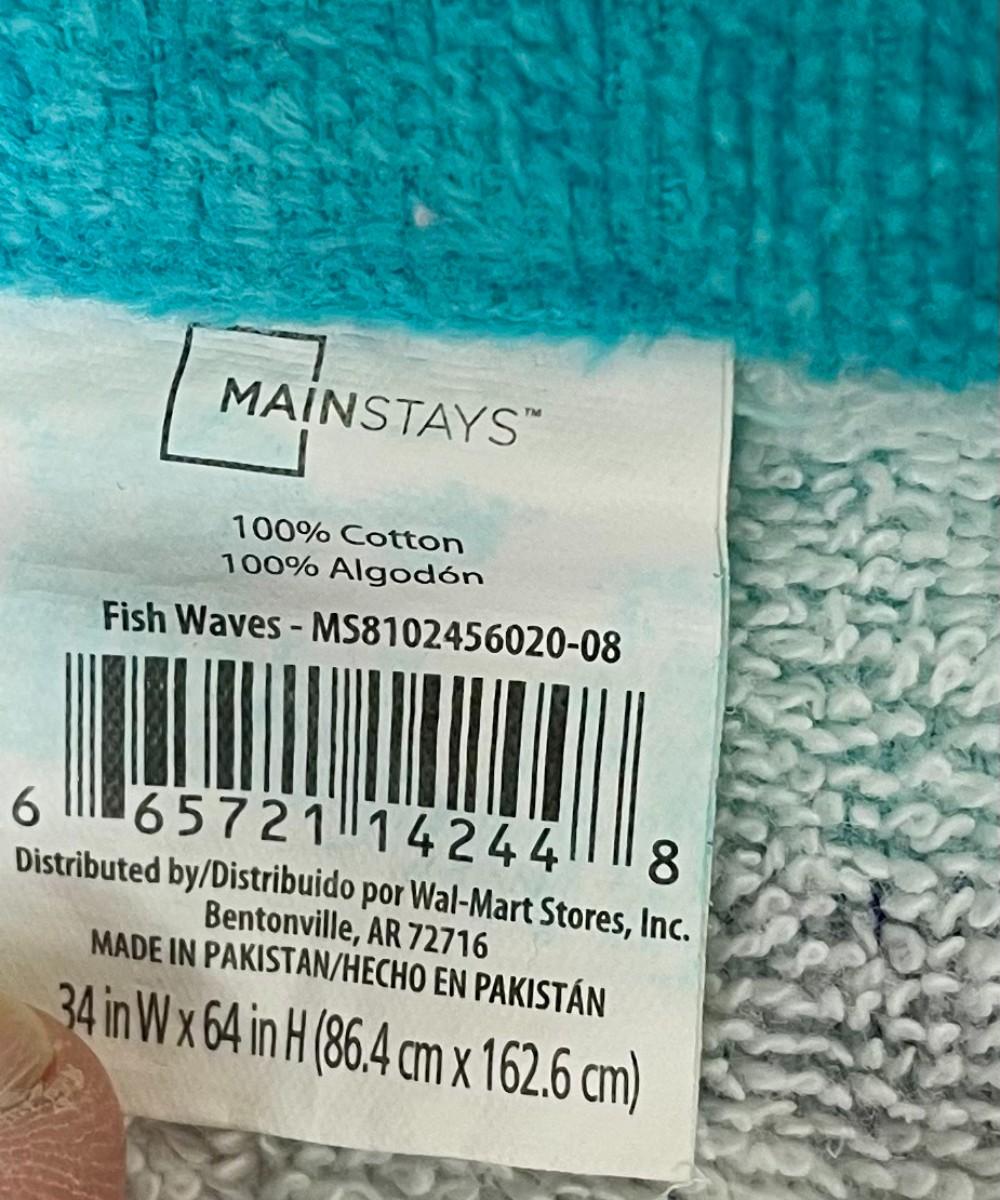 MAINSTAYS™
100% Cotton
100% Algodón
Fish Waves - MS8102456020-08
6 65721 14244 8
Distributed by/Distribuido por Wal-Mart Stores, Inc.
Bentonville, AR 72716
MADE IN PAKISTAN/HECHO EN PAKISTÁN
34 in W x 64 in H (86.4 cm x 162.6 cm)